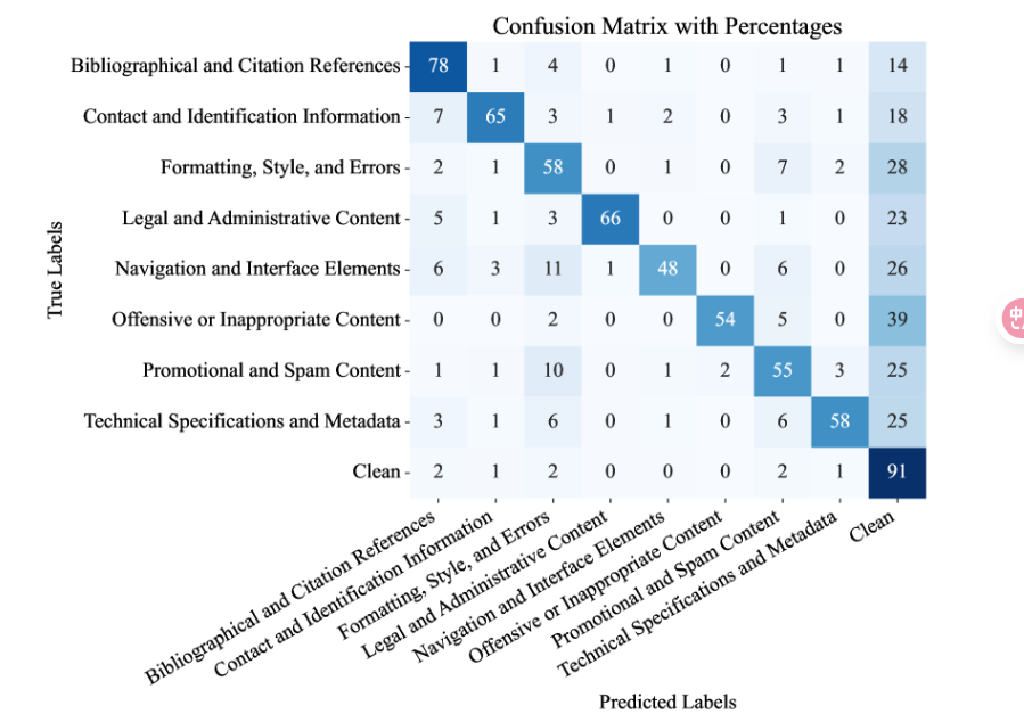 Confusion Matrix with Percentages
Bibliographical and Citation References 78 1 4 0 1 0 1 1 14
Contact and Identification Information 7 65 3 1 2 0 3 1 18
Formatting, Style, and Errors 2 1 58 0 1 0 7 2 28
Legal and Administrative Content 5 1 3 66 0 0 1 0 23
Navigation and Interface Elements 6 3 11 1 48 0 6 0 26
Offensive or Inappropriate Content 0 0 2 0 0 54 5 0 39
Promotional and Spam Content 1 1 10 0 1 2 55 3 25
Technical Specifications and Metadata 3 1 6 0 1 0 6 58 25
Clean 2 1 2 0 0 0 2 1 91
True Labels
Bibliographical and Citation References
Contact and Identification Information
Formatting, Style, and Errors
Legal and Administrative Content
Navigation and Interface Elements
Offensive or Inappropriate Content
Promotional and Spam Content
Technical Specifications and Metadata
Clean
Predicted Labels
中